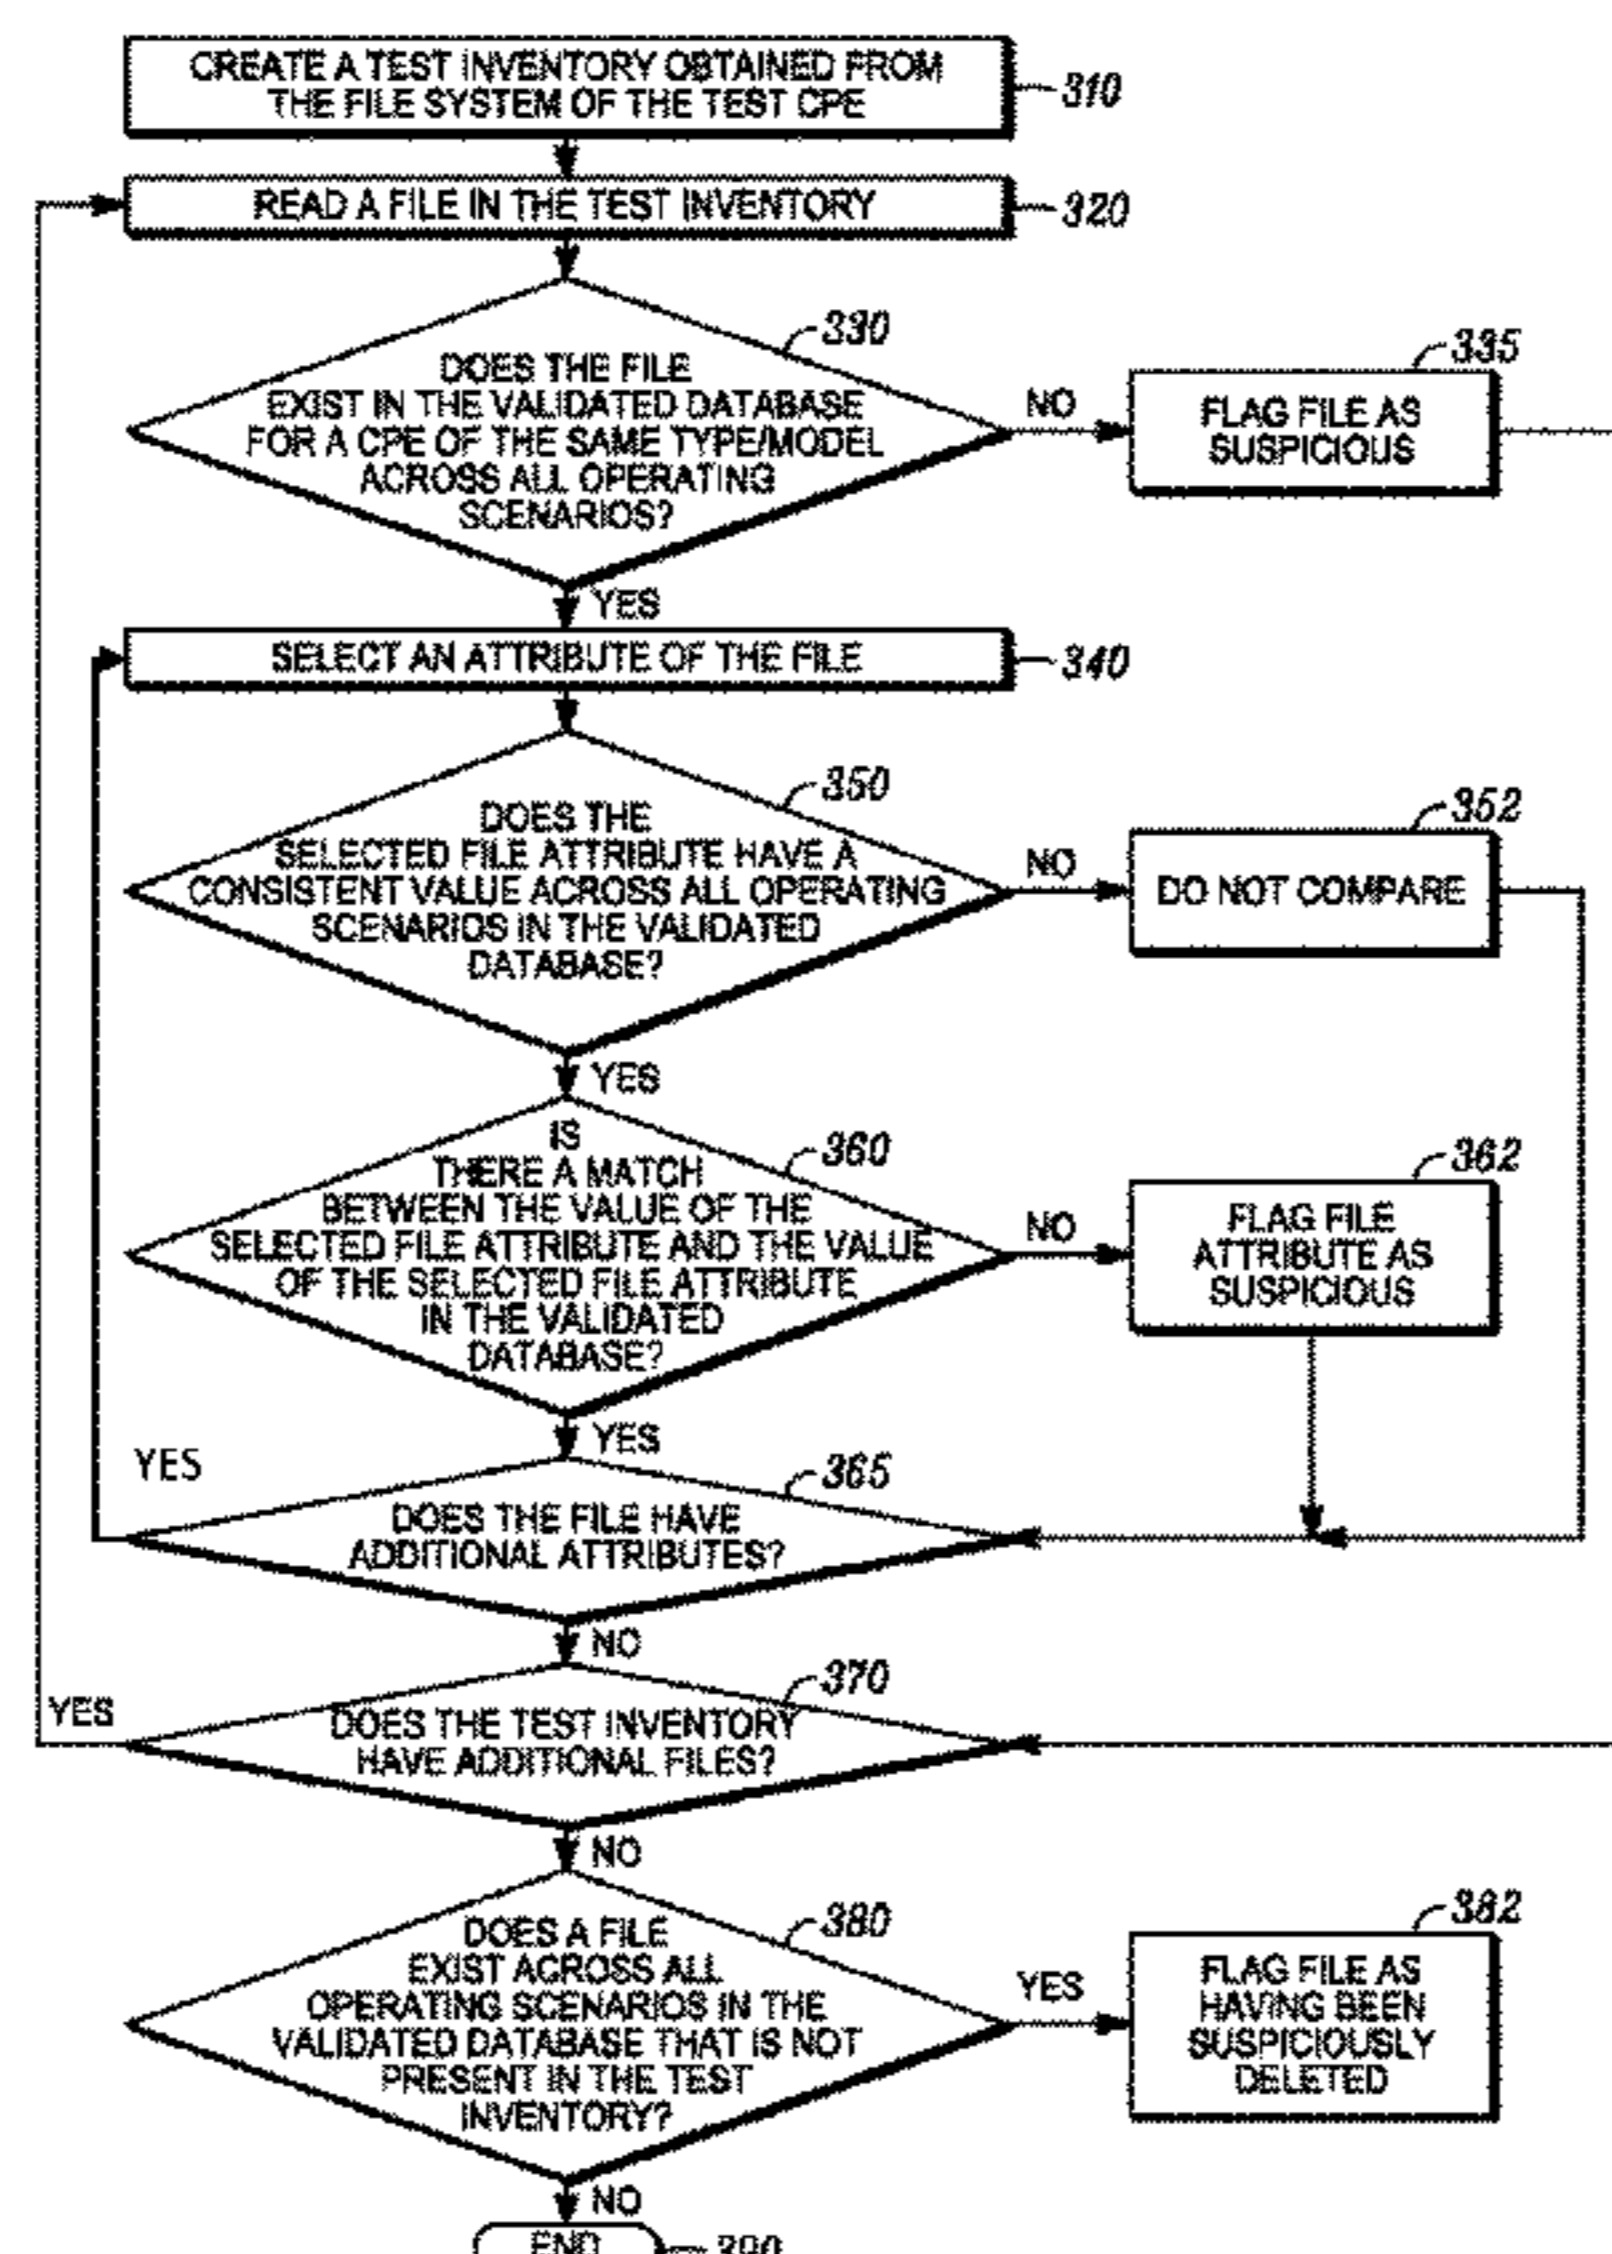 CREATE A TEST INVENTORY OBTAINED FROM
THE FILE SYSTEM OF THE TEST CPE
310
READ A FILE IN THE TEST INVENTORY
320
330
DOES THE FILE
EXIST IN THE VALIDATED DATABASE
FOR A CPE OF THE SAME TYPE/MODEL
ACROSS ALL OPERATING
SCENARIOS?
NO
335
FLAG FILE AS
SUSPICIOUS
YES
SELECT AN ATTRIBUTE OF THE FILE
340
350
DOES THE
SELECTED FILE ATTRIBUTE HAVE A
CONSISTENT VALUE ACROSS ALL OPERATING
SCENARIOS IN THE VALIDATED
DATABASE?
NO
352
DO NOT COMPARE
YES
360
IS
THERE A MATCH
BETWEEN THE VALUE OF THE
SELECTED FILE ATTRIBUTE AND THE VALUE
OF THE SELECTED FILE ATTRIBUTE
IN THE VALIDATED
DATABASE?
NO
362
FLAG FILE
ATTRIBUTE AS
SUSPICIOUS
YES
YES
365
DOES THE FILE HAVE
ADDITIONAL ATTRIBUTES?
NO
370
YES
DOES THE TEST INVENTORY
HAVE ADDITIONAL FILES?
NO
380
DOES A FILE
EXIST ACROSS ALL
OPERATING SCENARIOS IN THE
VALIDATED DATABASE THAT IS NOT
PRESENT IN THE TEST
INVENTORY?
YES
382
FLAG FILE AS
HAVING BEEN
SUSPICIOUSLY
DELETED
NO
END
390